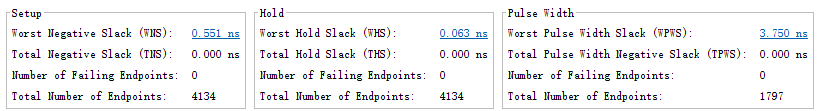 Setup
Worst Negative Slack (WNS): 0.551 ns
Total Negative Slack (TNS): 0.000 ns
Number of Failing Endpoints: 0
Total Number of Endpoints: 4134
Hold
Worst Hold Slack (WHS): 0.063 ns
Total Hold Slack (THS): 0.000 ns
Number of Failing Endpoints: 0
Total Number of Endpoints: 4134
Pulse Width
Worst Pulse Width Slack (WPWS): 3.750 ns
Total Pulse Width Negative Slack (TPWS): 0.000 ns
Number of Failing Endpoints: 0
Total Number of Endpoints: 1797